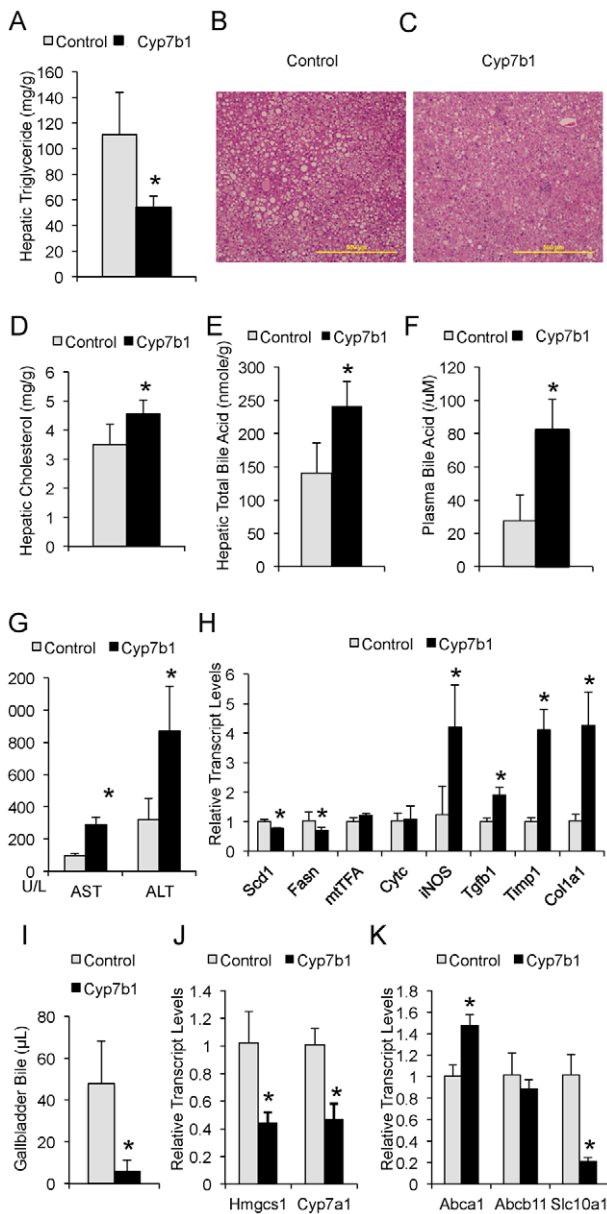 A
Control Cyp7b1
Hepatic Triglyceride (mg/g)
160
140
120
100
80
60
40
20
0
*
B
Control
C
Cyp7b1
D
Control Cyp7b1
Hepatic Cholesterol (mg/g)
6
5
4
3
2
1
0
*
E
Control Cyp7b1
Hepatic Total Bile Acid (nmole/g)
300
250
200
150
100
50
0
*
F
Control Cyp7b1
Plasma Bile Acid (/uM)
120
100
80
60
40
20
0
*
G
Control Cyp7b1
200
000
800
600
400
200
0
U/L
* *
AST ALT
H
Control Cyp7b1
Relative Transcript Levels
6
5
4
3
2
1
0
* * * * * *
Scd1 Fasn mtTFA Cytc iNOS Tgfb1 Timp1 Col1a1
I
Control
Cyp7b1
Gallbladder Bile (µL)
80
60
40
20
0
*
J
Control Cyp7b1
Relative Transcript Levels
1.4
1.2
1
0.8
0.6
0.4
0.2
0
* *
Hmgcs1 Cyp7a1
K
Control Cyp7b1
Relative Transcript Levels
1.8
1.6
1.4
1.2
1
0.8
0.6
0.4
0.2
0
* *
Abca1 Abcb11 Slc10a1